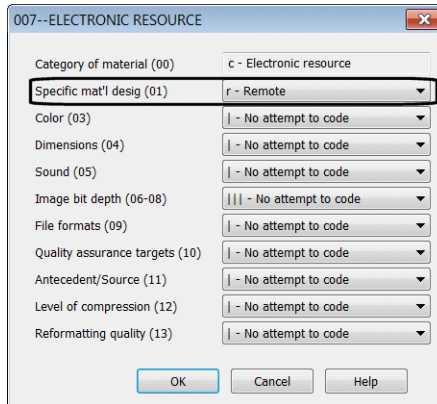 007--ELECTRONIC RESOURCE
Category of material (00) c - Electronic resource
Specific mat'l desig (01) r - Remote
Color (03) | - No attempt to code
Dimensions (04) | - No attempt to code
Sound (05) | - No attempt to code
Image bit depth (06-08) ||| - No attempt to code
File formats (09) | - No attempt to code
Quality assurance targets (10) | - No attempt to code
Antecedent/Source (11) | - No attempt to code
Level of compression (12) | - No attempt to code
Reformatting quality (13) | - No attempt to code
OK Cancel Help